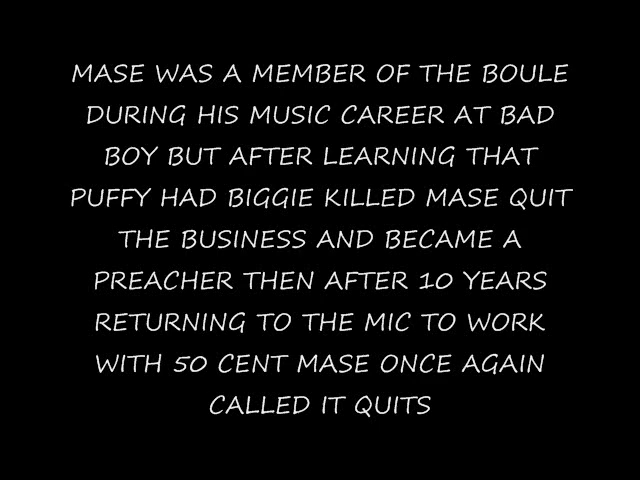 MASE WAS A MEMBER OF THE BOULE
DURING HIS MUSIC CAREER AT BAD
BOY BUT AFTER LEARNING THAT
PUFFY HAD BIGGIE KILLED MASE QUIT
THE BUSINESS AND BECAME A
PREACHER THEN AFTER 10 YEARS
RETURNING TO THE MIC TO WORK
WITH 50 CENT MASE ONCE AGAIN
CALLED IT QUITS